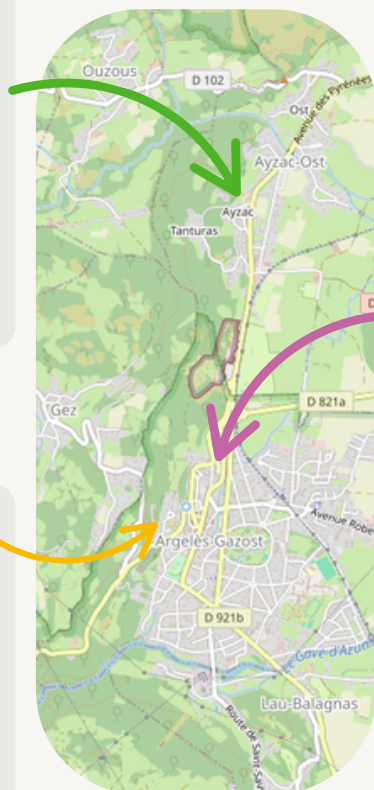 Ouzous
D 102
Ost
Avenue des Pyrénées
Ayzac-Ost
Ayzac
Tanturas
D
D 821a
Gez
Avenue Robe
Argelès-Gazost
D 921b
Le Gave d'Azun
Lau-Balagnas
Route de Saint-Sav